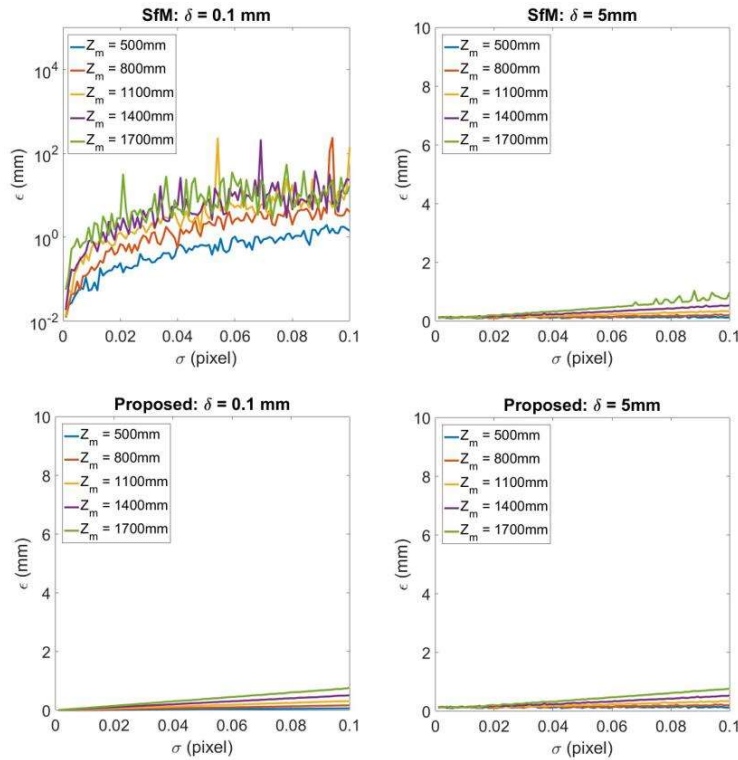 SfM: δ = 0.1 mm
Z_m = 500mm
Z_m = 800mm
Z_m = 1100mm
Z_m = 1400mm
Z_m = 1700mm
10^4
10^2
10^0
10^-2
ϵ (mm)
0 0.02 0.04 0.06 0.08 0.1
σ (pixel)
SfM: δ = 5mm
Z_m = 500mm
Z_m = 800mm
Z_m = 1100mm
Z_m = 1400mm
Z_m = 1700mm
10
8
6
4
2
0
ϵ (mm)
0 0.02 0.04 0.06 0.08 0.1
σ (pixel)
Proposed: δ = 0.1 mm
Z_m = 500mm
Z_m = 800mm
Z_m = 1100mm
Z_m = 1400mm
Z_m = 1700mm
10
8
6
4
2
0
ϵ (mm)
0 0.02 0.04 0.06 0.08 0.1
σ (pixel)
Proposed: δ = 5mm
Z_m = 500mm
Z_m = 800mm
Z_m = 1100mm
Z_m = 1400mm
Z_m = 1700mm
10
8
6
4
2
0
ϵ (mm)
0 0.02 0.04 0.06 0.08 0.1
σ (pixel)